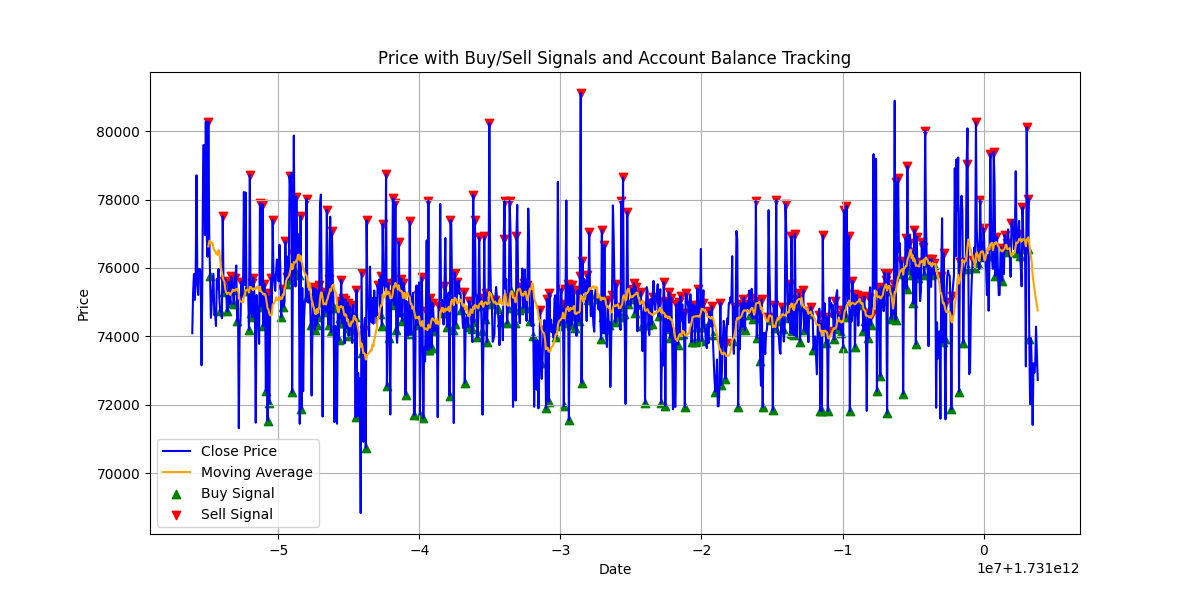 Price with Buy/Sell Signals and Account Balance Tracking
Price
80000
78000
76000
74000
72000
70000
Close Price
Moving Average
Buy Signal
Sell Signal
−5 −4 −3 −2 −1 0
1e7+1.731e12
Date